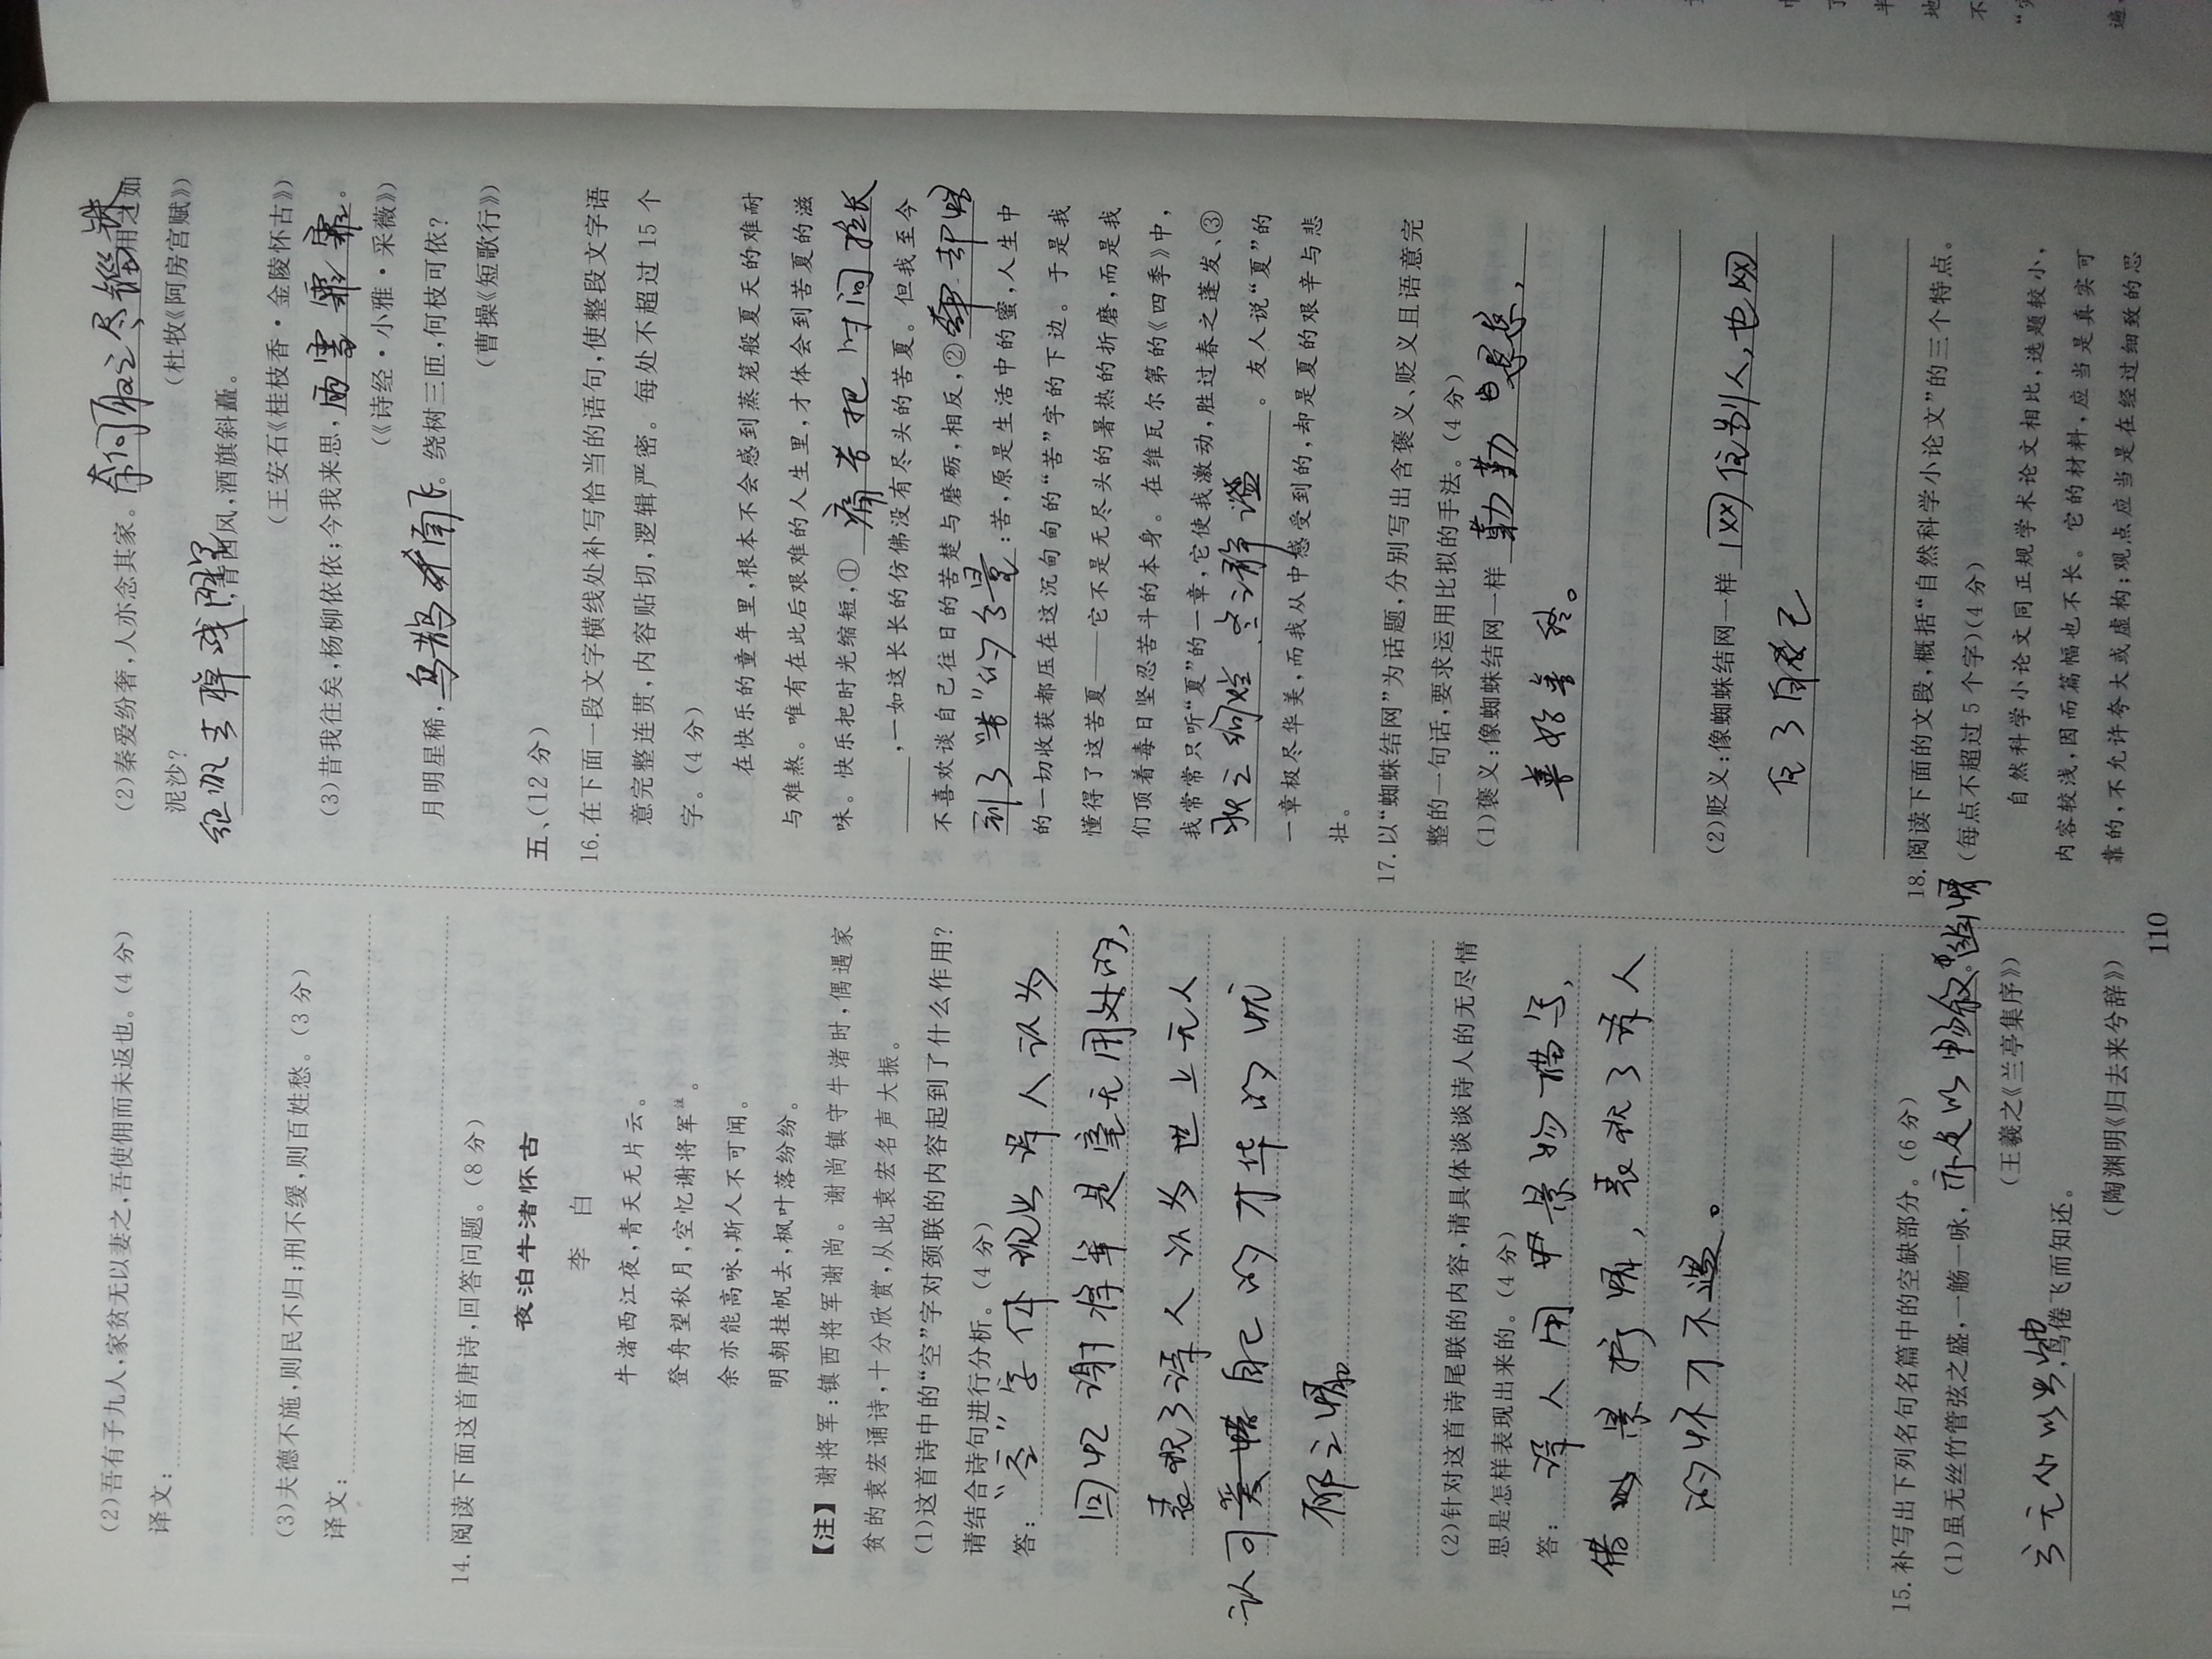 (2)吾有子九人,家贫无以妻之,吾使佣而未返也。(4分)
译文:
(3)夫德不施,则民不归;刑不缓,则百姓愁。(3分)
译文:
14.阅读下面这首唐诗,回答问题。(8分)
夜泊牛渚怀古
李 白
牛渚西江夜,青天无片云。
登舟望秋月,空忆谢将军注。
余亦能高咏,斯人不可闻。
明朝挂帆去,枫叶落纷纷。
【注】谢将军:镇西将军谢尚。谢尚镇守牛渚时,偶遇家
贫的袁宏诵诗,十分欣赏,从此袁宏名声大振。
(1)这首诗中的“空”字对颈联的内容起到了什么作用?
请结合诗句进行分析。(4分)
答:“空”字体现出诗人认为
回忆谢将军是毫无用处的,
表现了诗人认为世上无人
认可自己的才华的忧
郁之情。
(2)针对这首诗尾联的内容,请具体谈谈诗人的无尽情
思是怎样表现出来的。(4分)
答:诗人用景物描写,
借景抒情,表现了诗人
的怀才不遇。
15.补写出下列名句名篇中的空缺部分。(6分)
(1)虽无丝竹管弦之盛,一觞一咏,亦足以畅叙幽情。
(王羲之《兰亭集序》)
云无心以出岫,鸟倦飞而知还。
(陶渊明《归去来兮辞》)
110
(2)秦爱纷奢,人亦念其家。奈何取之尽锱铢用之如
泥沙?
(杜牧《阿房宫赋》)
征帆去棹残阳里,背西风,酒旗斜矗。
(王安石《桂枝香·金陵怀古》)
(3)昔我往矣,杨柳依依;今我来思,雨雪霏霏。
(《诗经·小雅·采薇》)
月明星稀,乌鹊南飞。绕树三匝,何枝可依?
(曹操《短歌行》)
五、(12分)
16.在下面一段文字横线处补写恰当的语句,使整段文字语
意完整连贯,内容贴切,逻辑严密。每处不超过15个
字。(4分)
在快乐的童年里,根本不会感到蒸笼般夏天的难耐
与难熬。唯有在此后艰难的人生里,才体会到苦夏的滋
味。快乐把时光缩短,①痛苦把时间拉长
,一如这长长的仿佛没有尽头的苦夏。但我至今
不喜欢谈自己往日的苦楚与磨砺,相反,②却悟
到了“苦”的分量:苦,原是生活中的蜜,人生中
的一切收获都压在这沉甸甸的“苦”字的下边。于是我
懂得了这苦夏——它不是无尽头的暑热的折磨,而是我
们顶着毒日坚忍苦斗的本身。在维瓦尔第的《四季》中,
我常常只听“夏”的一章,它使我激动,胜过春之蓬发、③
秋之绚烂、冬之静谧。友人说“夏”的
一章极尽华美,而我从中感受到的,却是夏的艰辛与悲
壮。
17.以“蜘蛛结网”为话题,分别写出含褒义、贬义且语意完
整的一句话,要求运用比拟的手法。(4分)
(1)褒义:像蜘蛛结网一样勤勤恳恳,
善始善终。
(2)贬义:像蜘蛛结网一样网住别人,也网
住了自己
18.阅读下面的文段,概括“自然科学小论文”的三个特点。
(每点不超过5个字)(4分)
自然科学小论文同正规学术论文相比,选题较小,
内容较浅,因而篇幅也不长。它的材料,应当是真实可
靠的,不允许夸大或虚构;观点应当是在经过细致的思